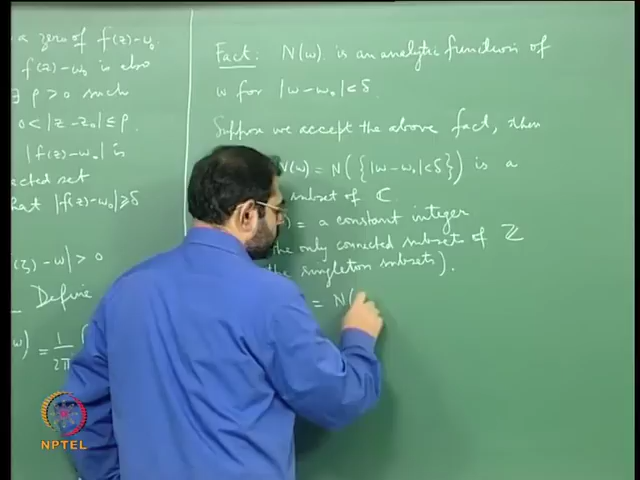 a zero of f(z)-w₀.
f(z)-w₀ is also
∃ ρ>0 such
0<|z-z₀|≤ρ.
|f(z)-w₀| is
acted set
hat |f(z)-w₀|≥δ
(ζ)-w|>0
Define
w) = 1/2π
Fact: N(w) is an analytic function of
w for |w-w₀|<δ.
Suppose we accept the above fact, then
N(w) = N({|w-w₀|<δ}) is a
subset of ℂ
) = a constant integer
the only connected subset of ℤ
the singleton subsets).
= N(
NPTEL